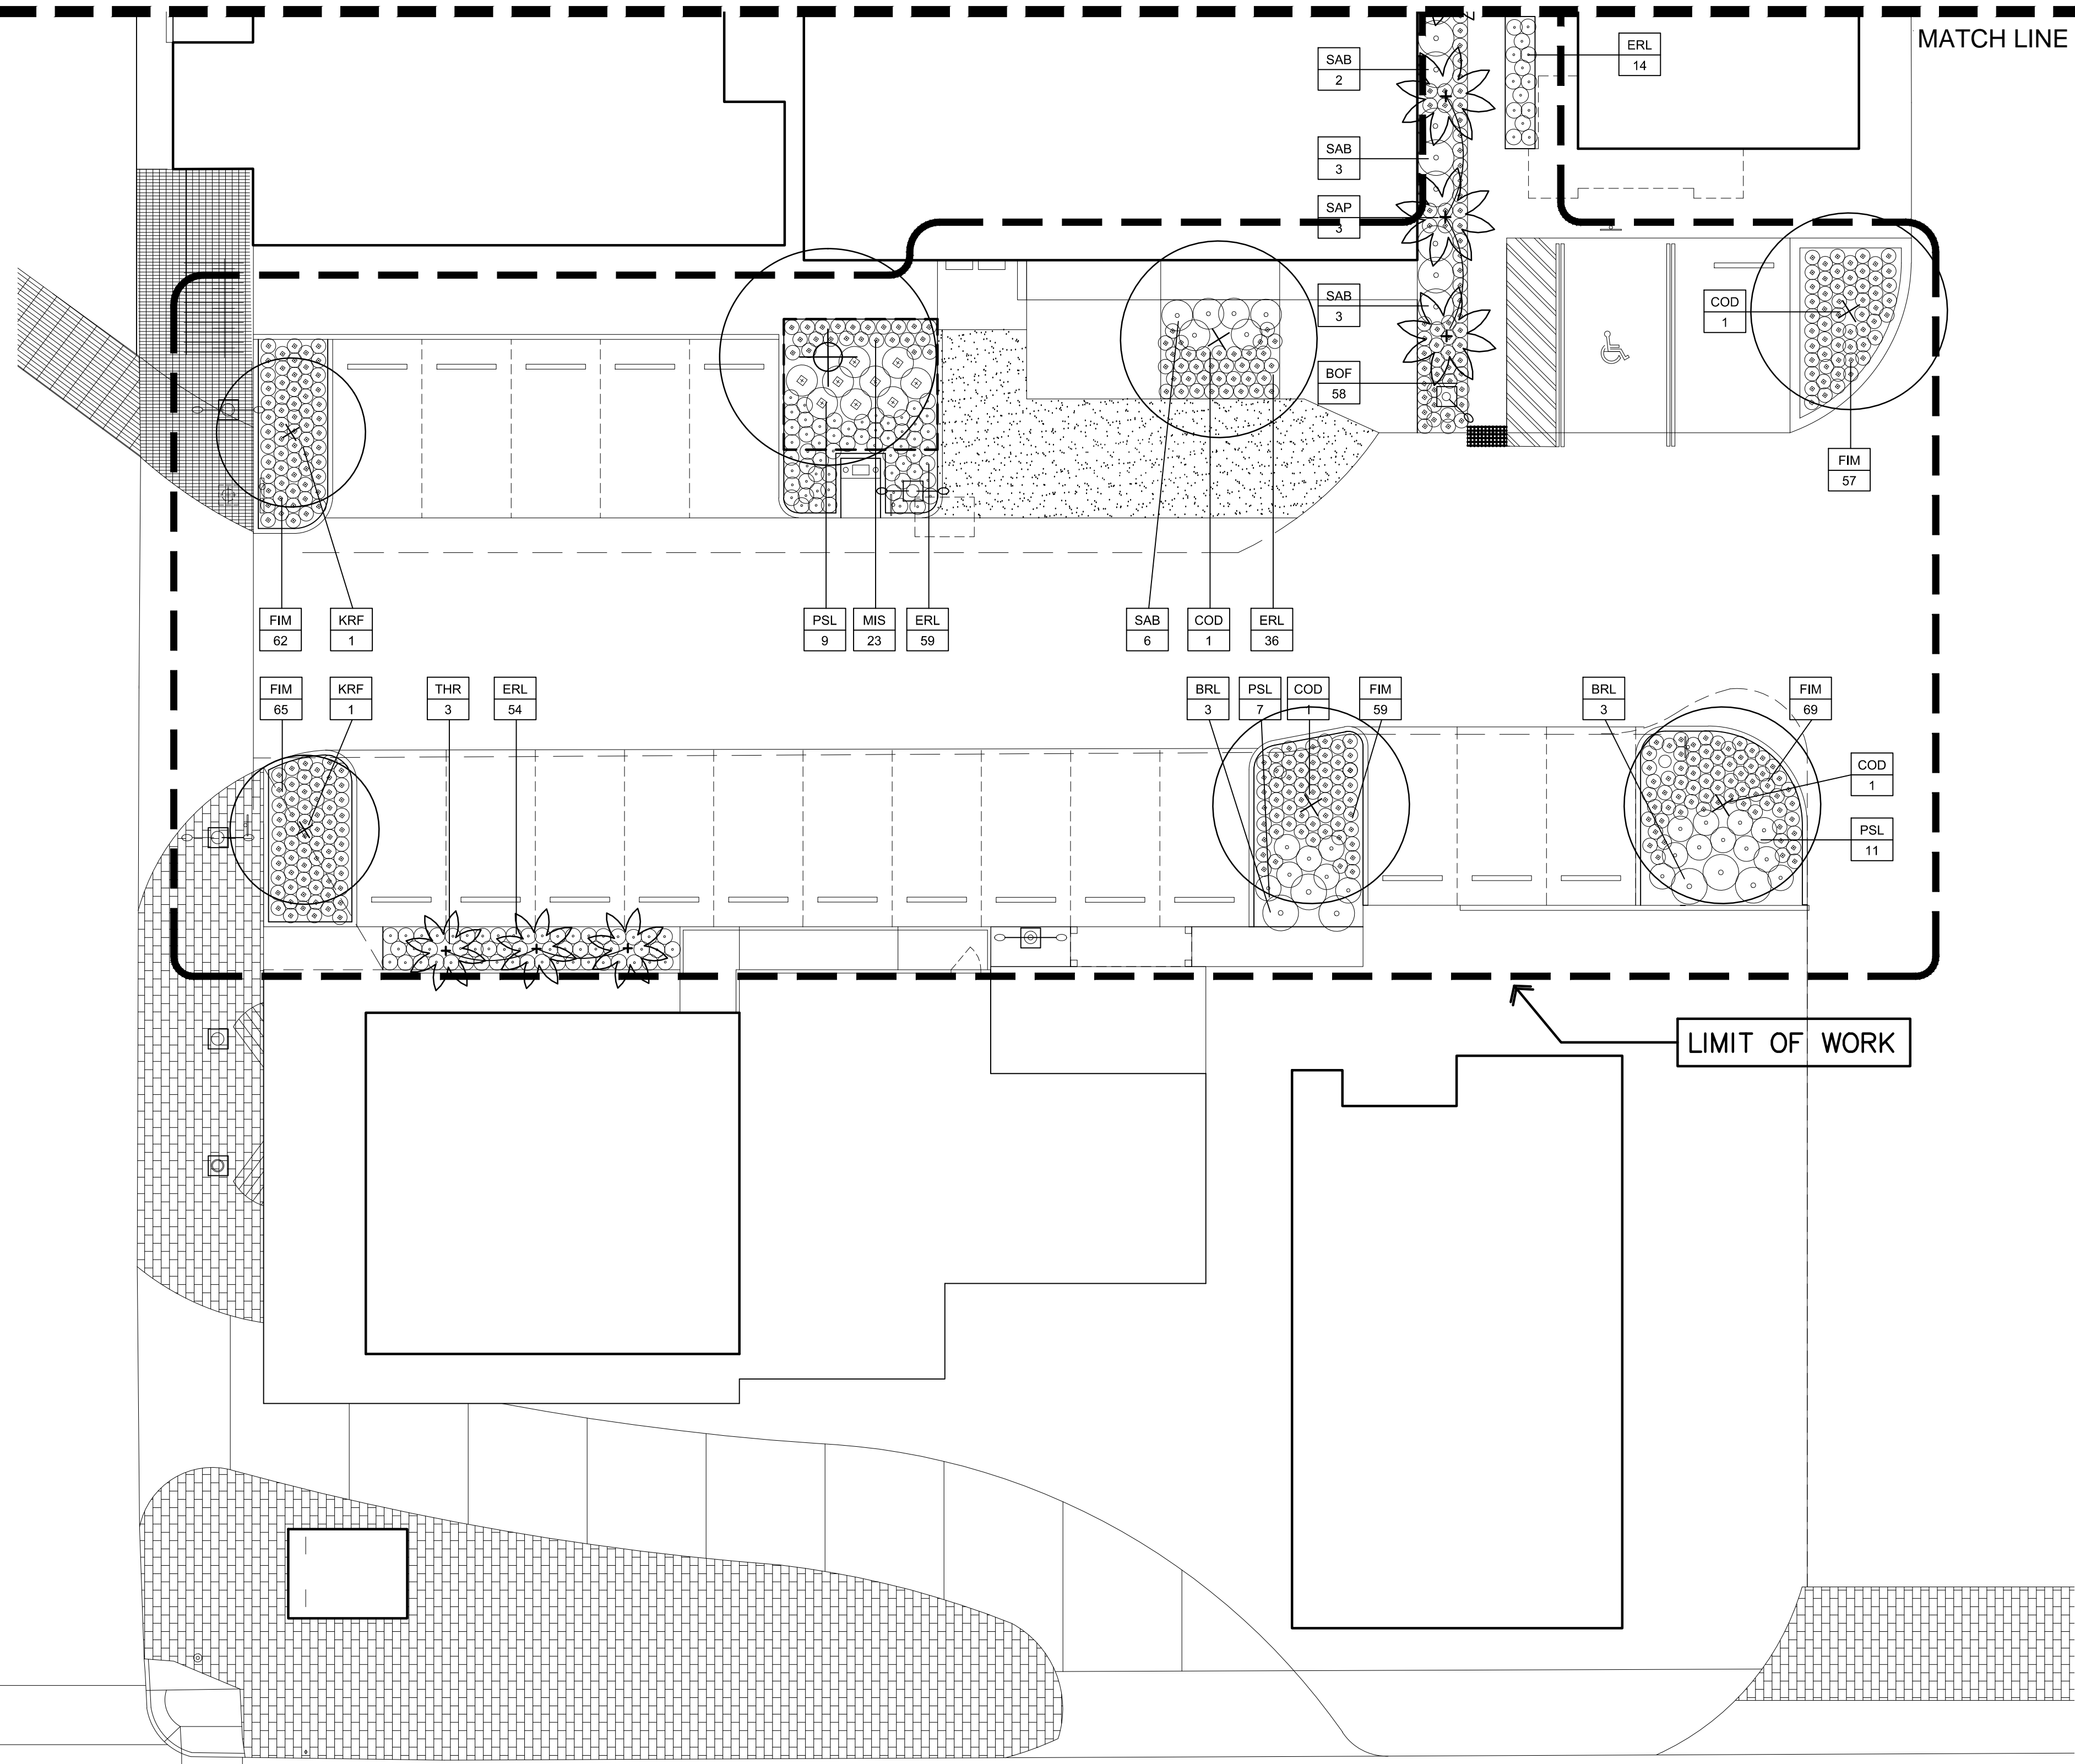 MATCH LINE
ERL
14
SAB
2
SAB
3
SAP
3
SAB
3
COD
1
BOF
58
FIM
57
FIM
62
KRF
1
PSL
9
MIS
23
ERL
59
SAB
6
COD
1
ERL
36
FIM
65
KRF
1
THR
3
ERL
54
BRL
3
PSL
7
COD
1
FIM
59
BRL
3
FIM
69
COD
1
PSL
11
LIMIT OF WORK